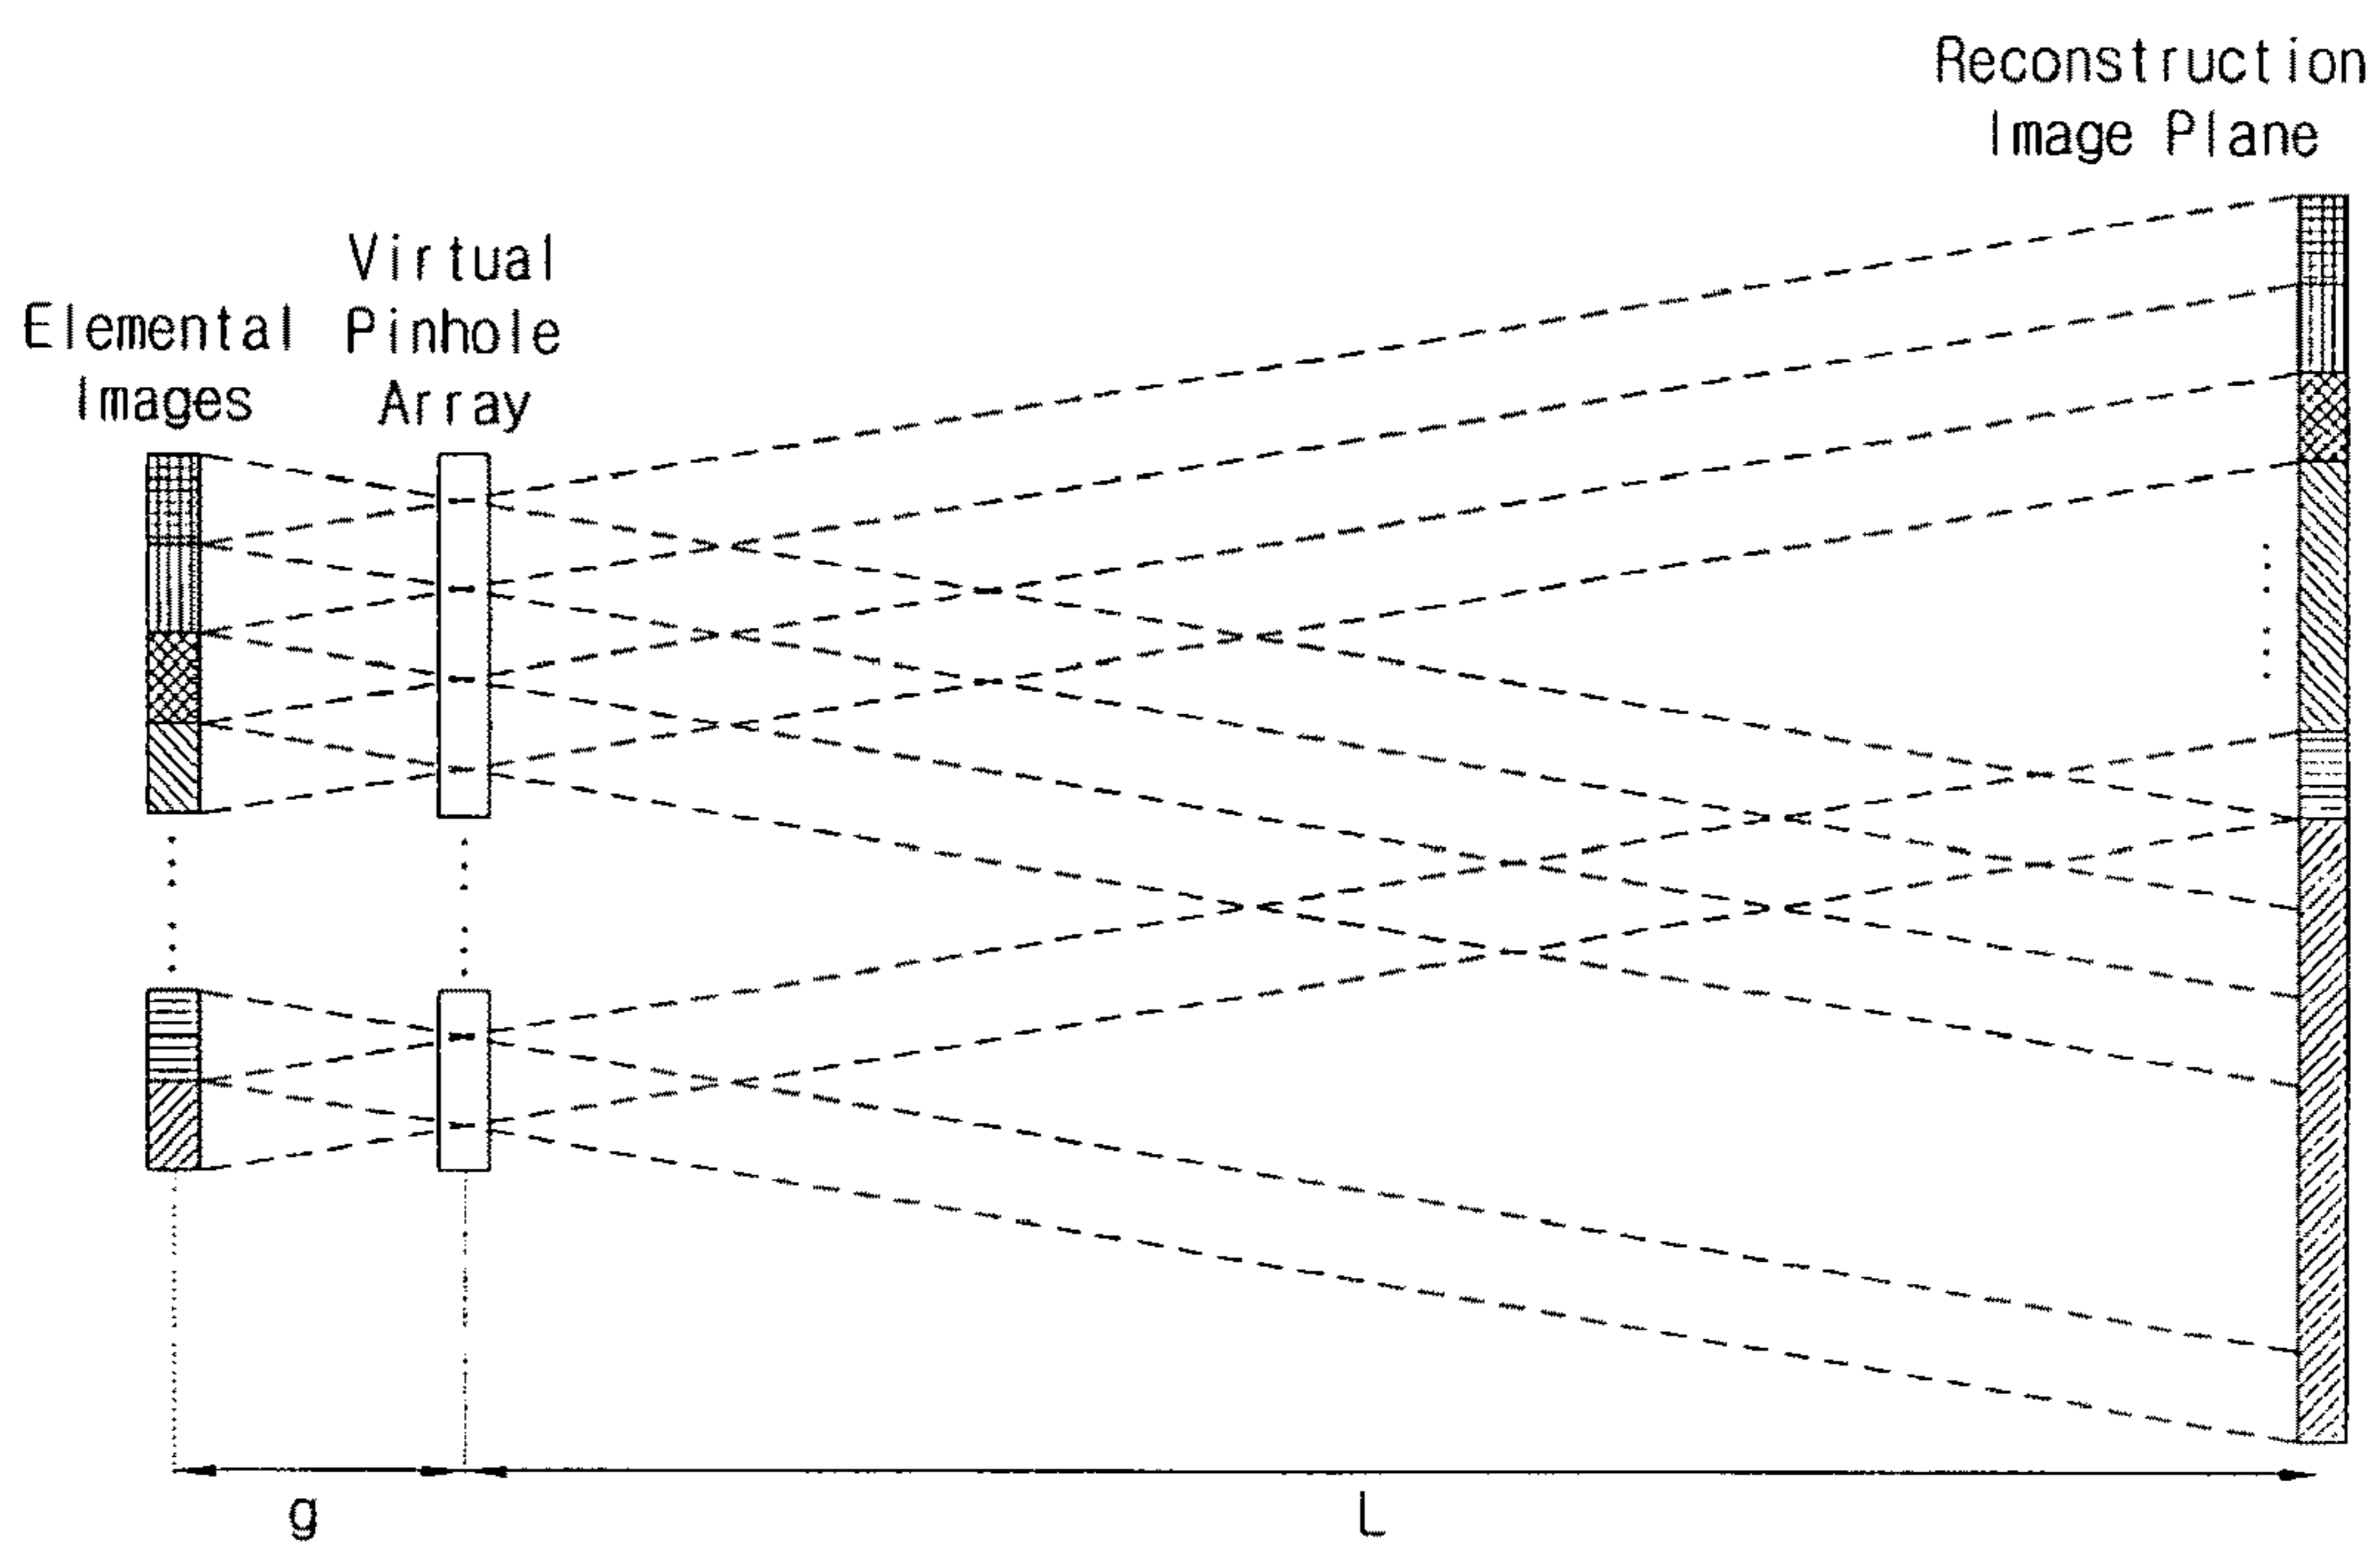 Reconstruction
Image Plane
Virtual
Pinhole
Array
Elemental
Images
g
L